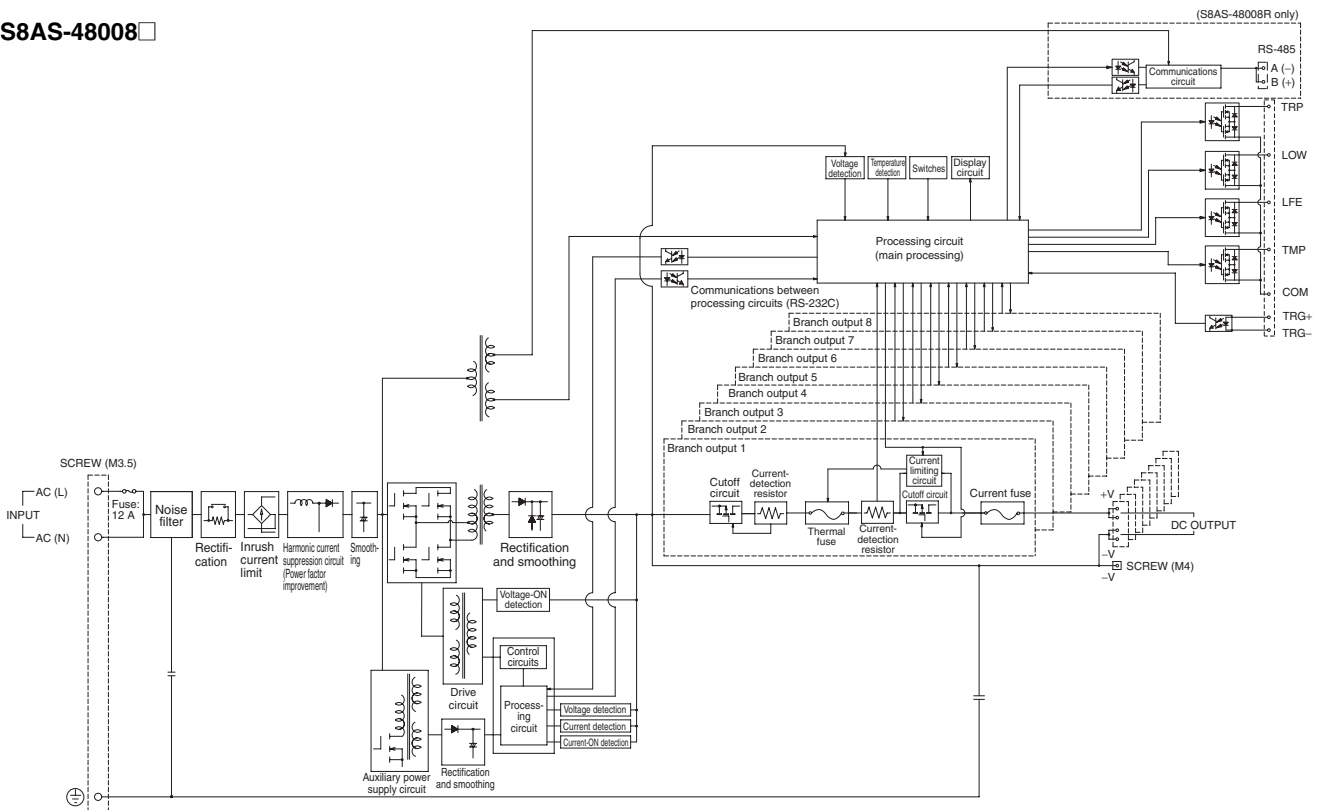 S8AS-48008□
(S8AS-48008R only)
RS-485
Communications
circuit
A (−)
B (+)
TRP
LOW
LFE
TMP
COM
TRG+
TRG−
Voltage
detection
Temperature
detection
Switches
Display
circuit
Processing circuit
(main processing)
Communications between
processing circuits (RS-232C)
Branch output 8
Branch output 7
Branch output 6
Branch output 5
Branch output 4
Branch output 3
Branch output 2
Branch output 1
Cutoff
circuit
Current-
detection
resistor
Thermal
fuse
Current-
detection
resistor
Current
limiting
circuit
Cutoff circuit
Current fuse
+V
DC OUTPUT
−V
−V
SCREW (M4)
SCREW (M3.5)
INPUT
AC (L)
AC (N)
Fuse:
12 A
Noise
filter
Rectifi-
cation
Inrush
current
limit
Harmonic current
suppression circuit
(Power factor
improvement)
Smooth-
ing
Rectification
and smoothing
Voltage-ON
detection
Drive
circuit
Control
circuits
Process-
ing
circuit
Voltage detection
Current detection
Current-ON detection
Auxiliary power
supply circuit
Rectification
and smoothing